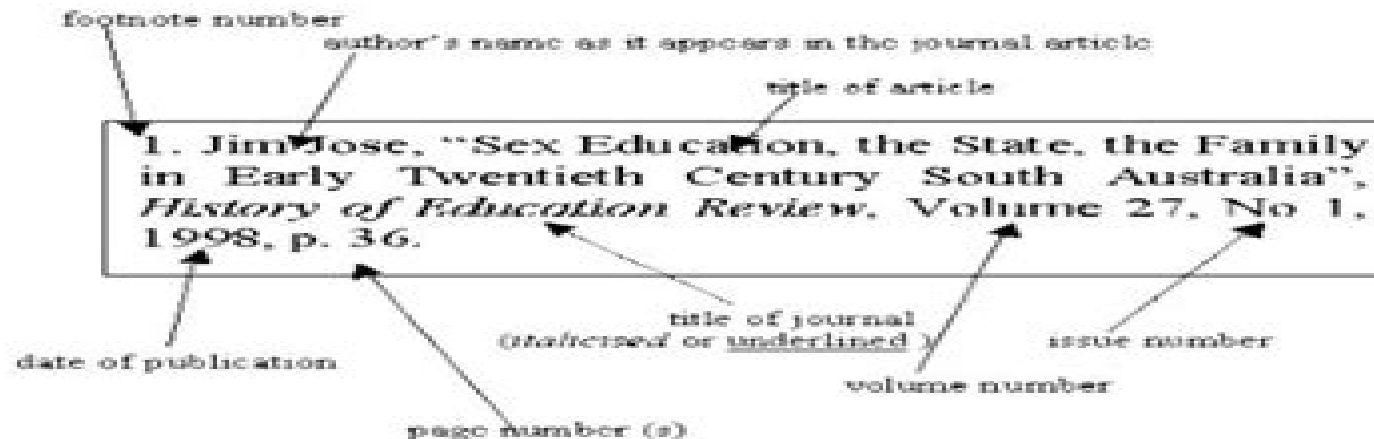 footnote number
author's name as it appears in the journal article
title of article
1. Jim Jose, "Sex Education, the State, the Family
in Early Twentieth Century South Australia",
History of Education Review, Volume 27, No 1,
1998, p. 36.
title of journal
(italicised or underlined )
issue number
date of publication
volume number
page number (s)